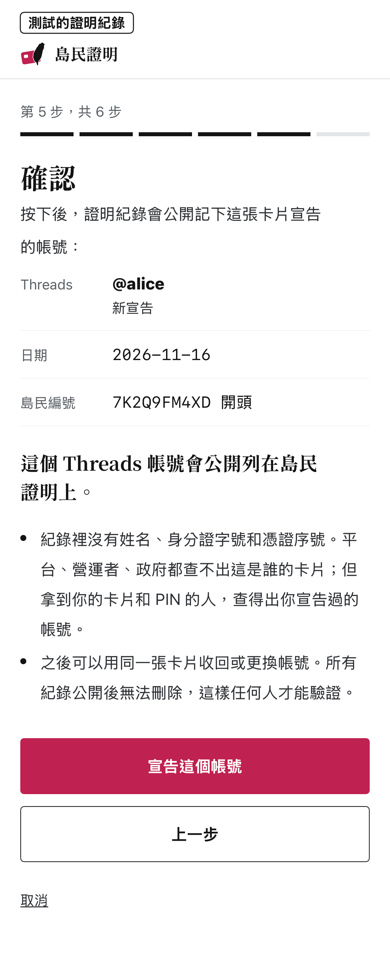 測試的證明紀錄
島民證明
第 5 步，共 6 步
確認
按下後，證明紀錄會公開記下這張卡片宣告
的帳號：
Threads
@alice
新宣告
日期
2026-11-16
島民編號
7K2Q9FM4XD 開頭
這個 Threads 帳號會公開列在島民
證明上。
紀錄裡沒有姓名、身分證字號和憑證序號。平
台、營運者、政府都查不出這是誰的卡片；但
拿到你的卡片和 PIN 的人，查得出你宣告過的
帳號。
之後可以用同一張卡片收回或更換帳號。所有
紀錄公開後無法刪除，這樣任何人才能驗證。
宣告這個帳號
上一步
取消